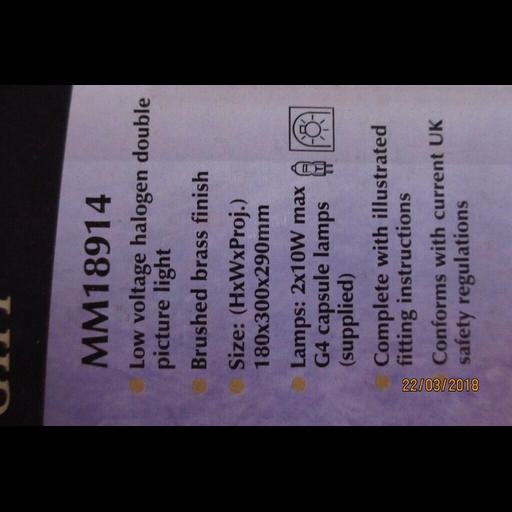 MM18914
Low voltage halogen double
picture light
Brushed brass finish
Size: (HxWxProj.)
180x300x290mm
Lamps: 2x10W max
G4 capsule lamps
(supplied)
Complete with illustrated
fitting instructions
Conforms with current UK
safety regulations
22/03/2018